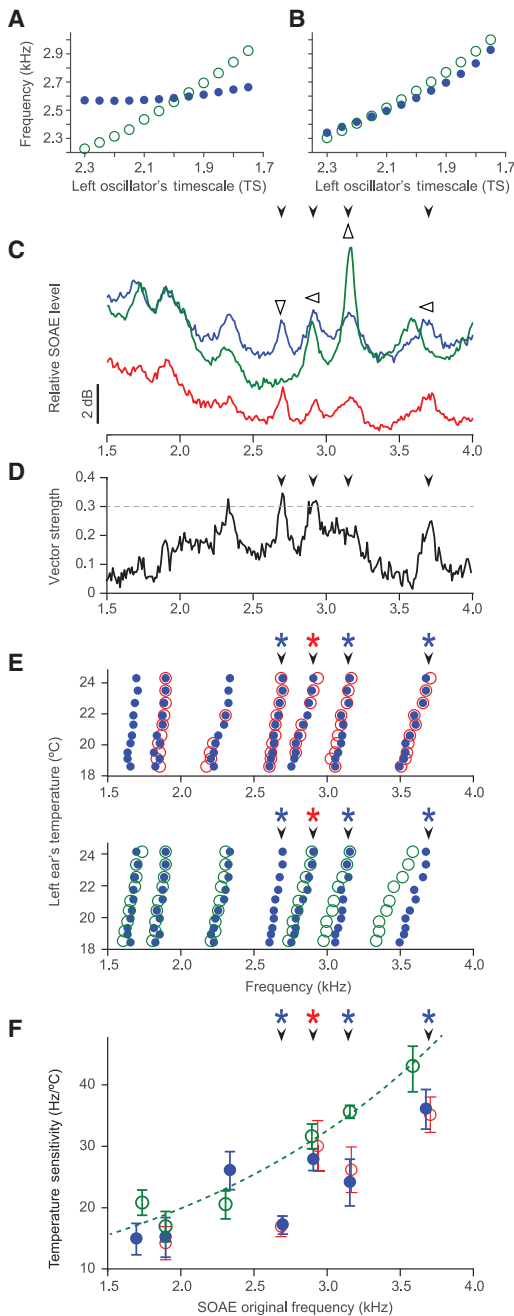 A
B
Frequency (kHz)
2.9
2.7
2.5
2.3
2.3 2.1 1.9 1.7
Left oscillator's timescale (TS)
2.3 2.1 1.9 1.7
Left oscillator's timescale (TS)
C
Relative SOAE level
2 dB
1.5 2.0 2.5 3.0 3.5 4.0
D
Vector strength
0.4
0.3
0.2
0.1
0
1.5 2.0 2.5 3.0 3.5 4.0
* * * *
E
Left ear's temperature (ºC)
24
22
20
18
1.5 2.0 2.5 3.0 3.5 4.0
* * * *
24
22
20
18
1.5 2.0 2.5 3.0 3.5 4.0
Frequency (kHz)
* * * *
F
Temperature sensitivity (Hz/ºC)
40
30
20
10
1.5 2.0 2.5 3.0 3.5 4.0
SOAE original frequency (kHz)